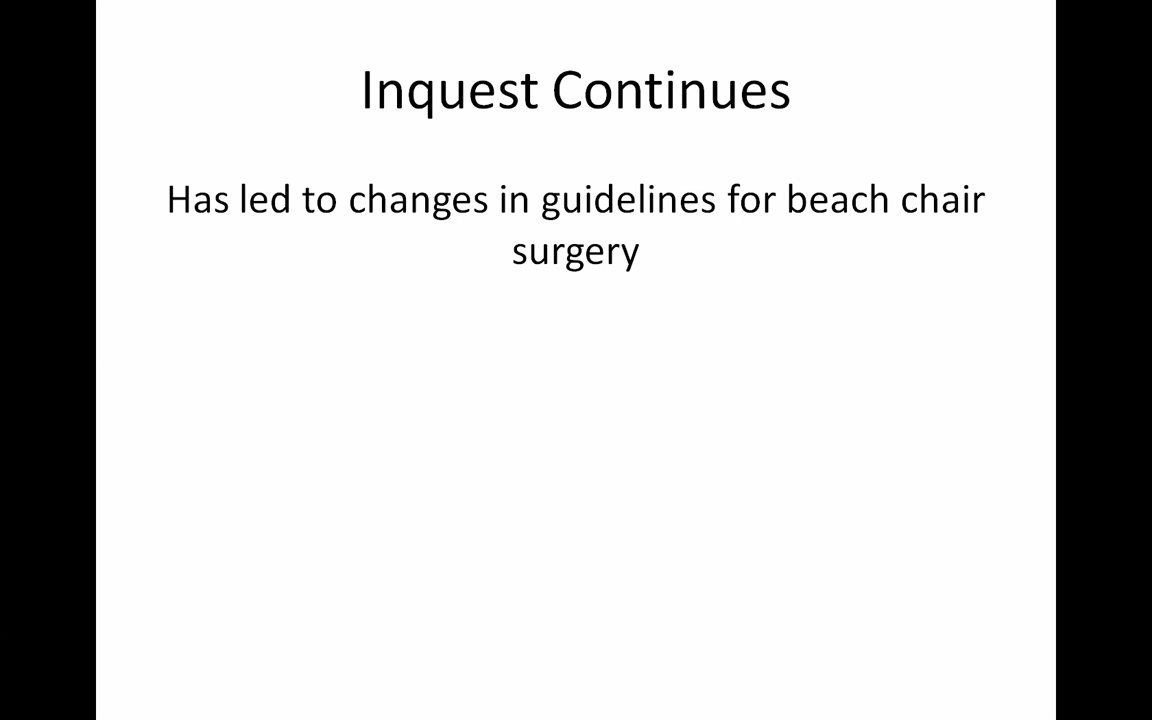 Inquest Continues
Has led to changes in guidelines for beach chair
surgery